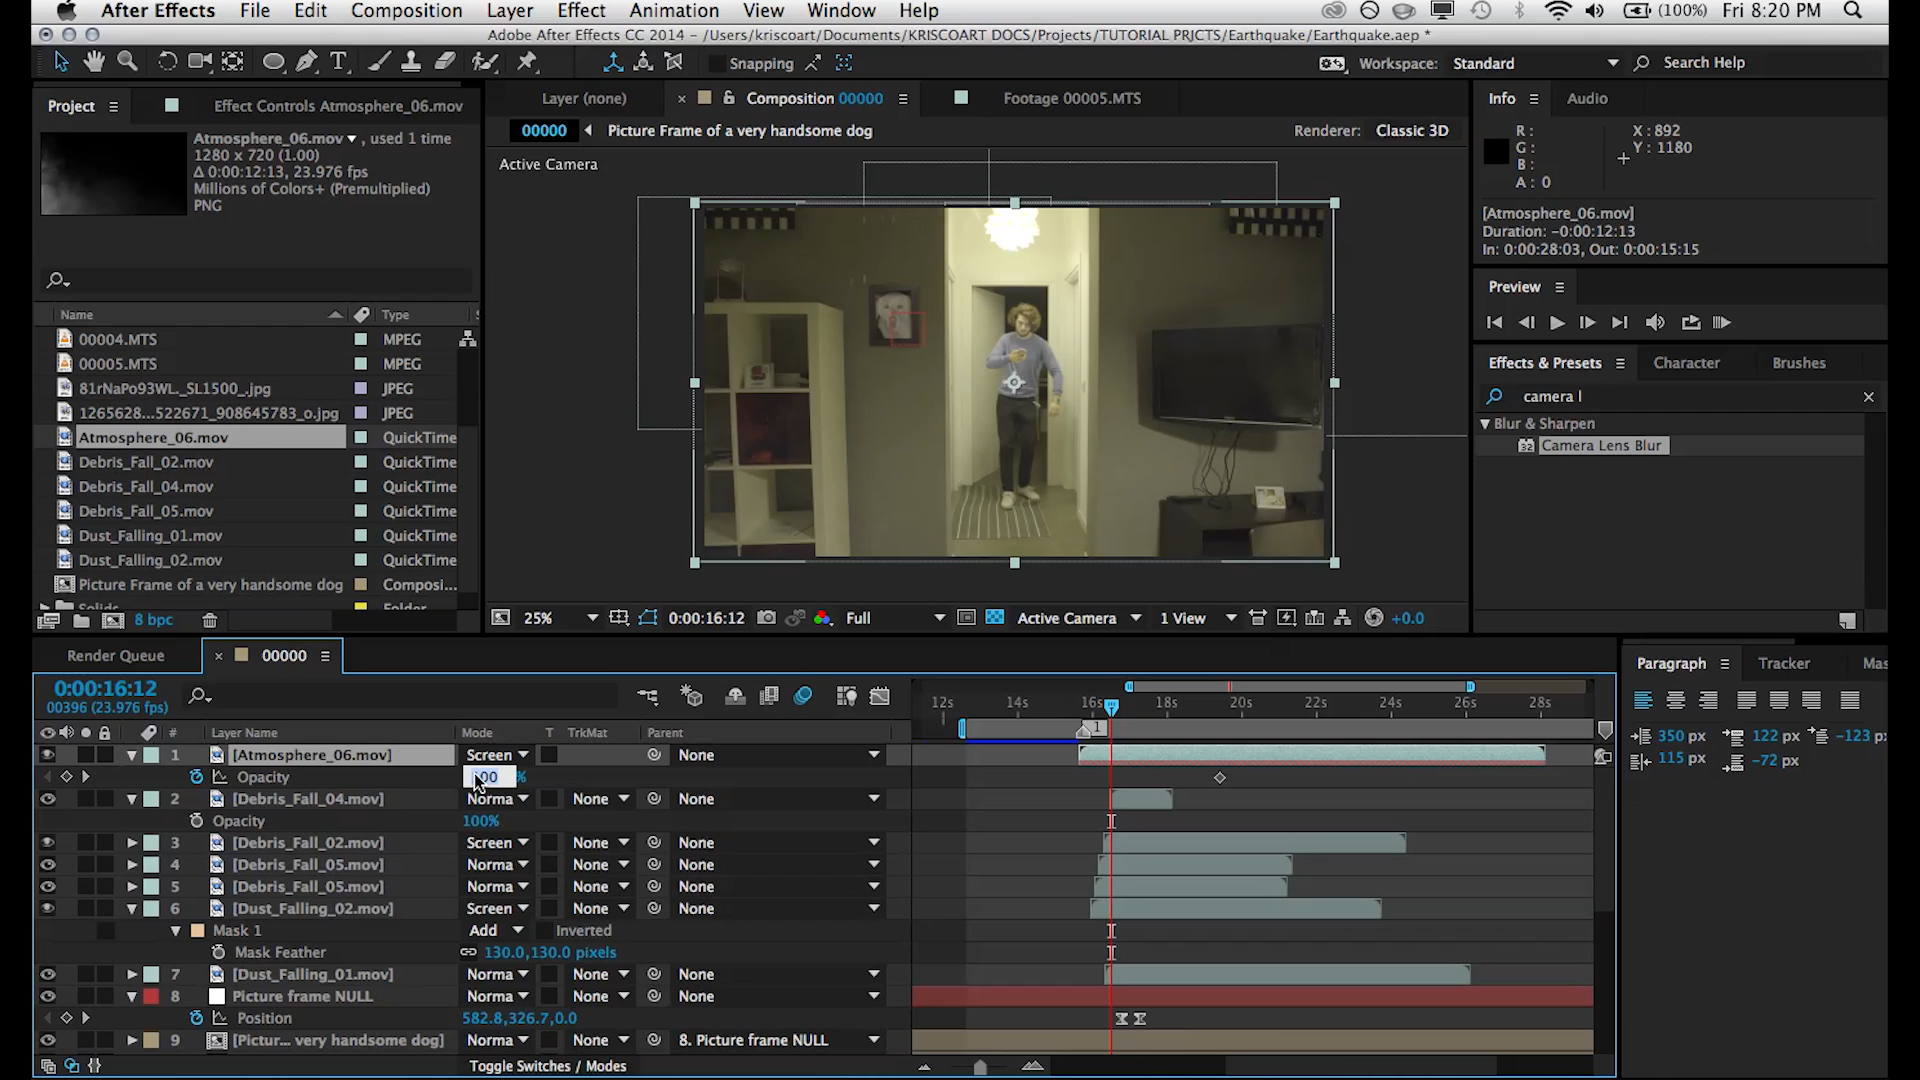 After Effects File Edit Composition Layer Effect Animation View Window Help (100%) Fri 8:20 PM
Adobe After Effects CC 2014 - /Users/kriscoart/Documents/KRISCOART DOCS/Projects/TUTORIAL PRJCTS/Earthquake/Earthquake.aep *
T Snapping Workspace: Standard Search Help
Project Effect Controls Atmosphere_06.mov
Layer (none) × Composition 00000 Footage 00005.MTS
Info Audio
Atmosphere_06.mov , used 1 time
1280 x 720 (1.00)
Δ 0:00:12:13, 23.976 fps
Millions of Colors+ (Premultiplied)
PNG
00000 Picture Frame of a very handsome dog Renderer: Classic 3D
Active Camera
R: X: 892
G: Y: 1180
B:
A: 0
[Atmosphere_06.mov]
Duration: -0:00:12:13
In: 0:00:28:03, Out: 0:00:15:15
Preview
Effects & Presets Character Brushes
camera l ×
Blur & Sharpen
32 Camera Lens Blur
Name Type
00004.MTS MPEG
00005.MTS MPEG
81rNaPo93WL._SL1500_.jpg JPEG
1265628...522671_908645783_o.jpg JPEG
Atmosphere_06.mov QuickTime
Debris_Fall_02.mov QuickTime
Debris_Fall_04.mov QuickTime
Debris_Fall_05.mov QuickTime
Dust_Falling_01.mov QuickTime
Dust_Falling_02.mov QuickTime
Picture Frame of a very handsome dog Composi...
Solids Folder
8 bpc
25% 0:00:16:12 Full Active Camera 1 View +0.0
Render Queue × 00000
Paragraph Tracker Mas
0:00:16:12
00396 (23.976 fps)
12s 14s 16s 18s 20s 22s 24s 26s 28s
# Layer Name Mode T TrkMat Parent
1
1 [Atmosphere_06.mov] Screen None
Opacity %
2 [Debris_Fall_04.mov] Norma None None
Opacity 100%
3 [Debris_Fall_02.mov] Screen None None
4 [Debris_Fall_05.mov] Norma None None
5 [Debris_Fall_05.mov] Norma None None
6 [Dust_Falling_02.mov] Screen None None
Mask 1 Add Inverted
Mask Feather 130.0,130.0 pixels
7 [Dust_Falling_01.mov] Norma None None
8 Picture frame NULL Norma None None
Position 582.8,326.7,0.0
9 [Pictur... very handsome dog] Norma None 8. Picture frame NULL
Toggle Switches / Modes
350 px 122 px -123 px
115 px -72 px